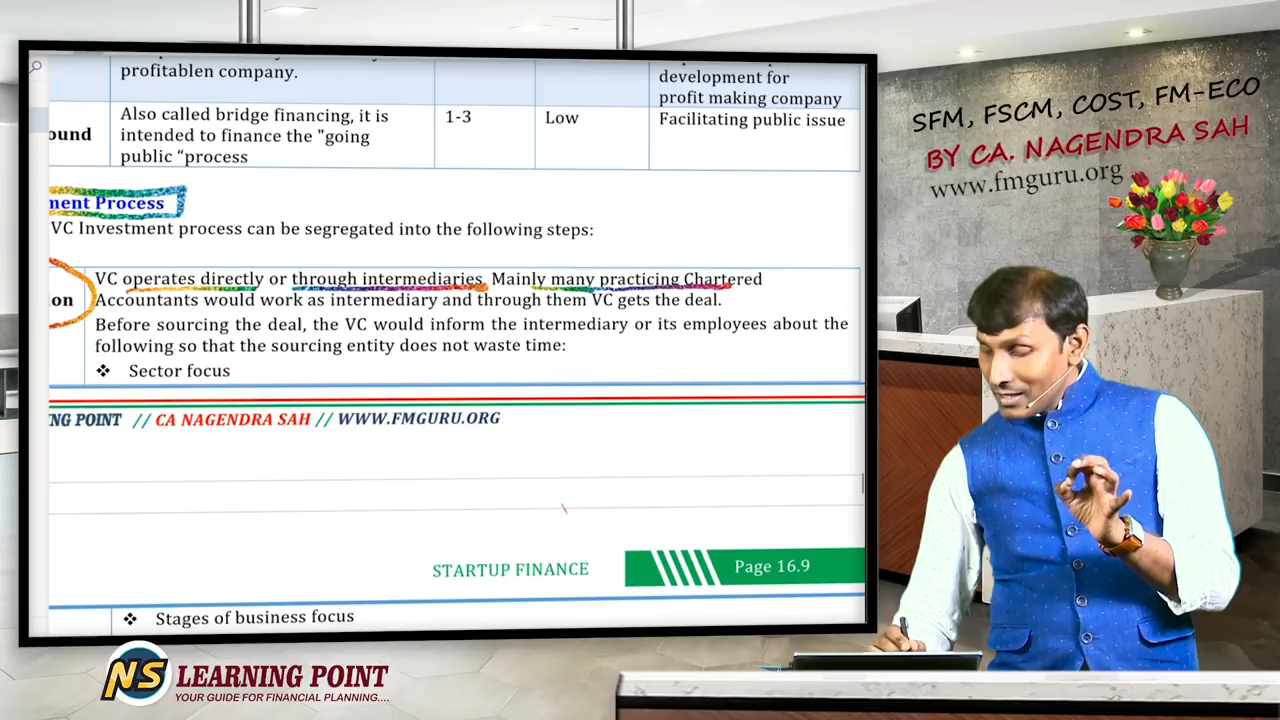 profitablen company.
development for
profit making company
ound
Also called bridge financing, it is
intended to finance the "going
public “process
1-3
Low
Facilitating public issue
ment Process
VC Investment process can be segregated into the following steps:
on
VC operates directly or through intermediaries. Mainly many practicing Chartered
Accountants would work as intermediary and through them VC gets the deal.
Before sourcing the deal, the VC would inform the intermediary or its employees about the
following so that the sourcing entity does not waste time:
❖ Sector focus
NG POINT // CA NAGENDRA SAH // WWW.FMGURU.ORG
STARTUP FINANCE
Page 16.9
❖ Stages of business focus
SFM, FSCM, COST, FM-ECO
BY CA. NAGENDRA SAH
www.fmguru.org
NS LEARNING POINT
YOUR GUIDE FOR FINANCIAL PLANNING....